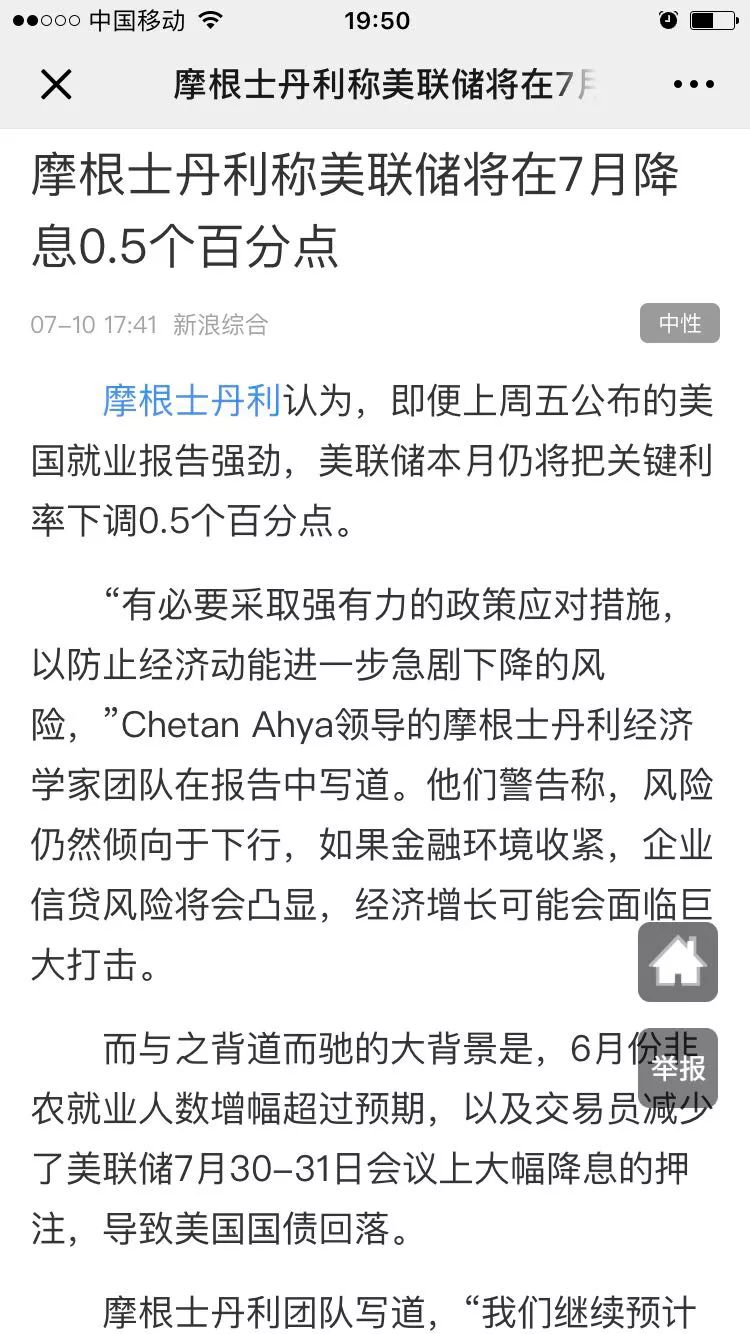 中国移动
19:50
摩根士丹利称美联储将在7月
摩根士丹利称美联储将在7月降
息0.5个百分点
07-10 17:41 新浪综合
中性
摩根士丹利认为，即便上周五公布的美
国就业报告强劲，美联储本月仍将把关键利
率下调0.5个百分点。
“有必要采取强有力的政策应对措施，
以防止经济动能进一步急剧下降的风
险，”Chetan Ahya领导的摩根士丹利经济
学家团队在报告中写道。他们警告称，风险
仍然倾向于下行，如果金融环境收紧，企业
信贷风险将会凸显，经济增长可能会面临巨
大打击。
而与之背道而驰的大背景是，6月份非
举报
农就业人数增幅超过预期，以及交易员减少
了美联储7月30-31日会议上大幅降息的押
注，导致美国国债回落。
摩根士丹利团队写道，“我们继续预计